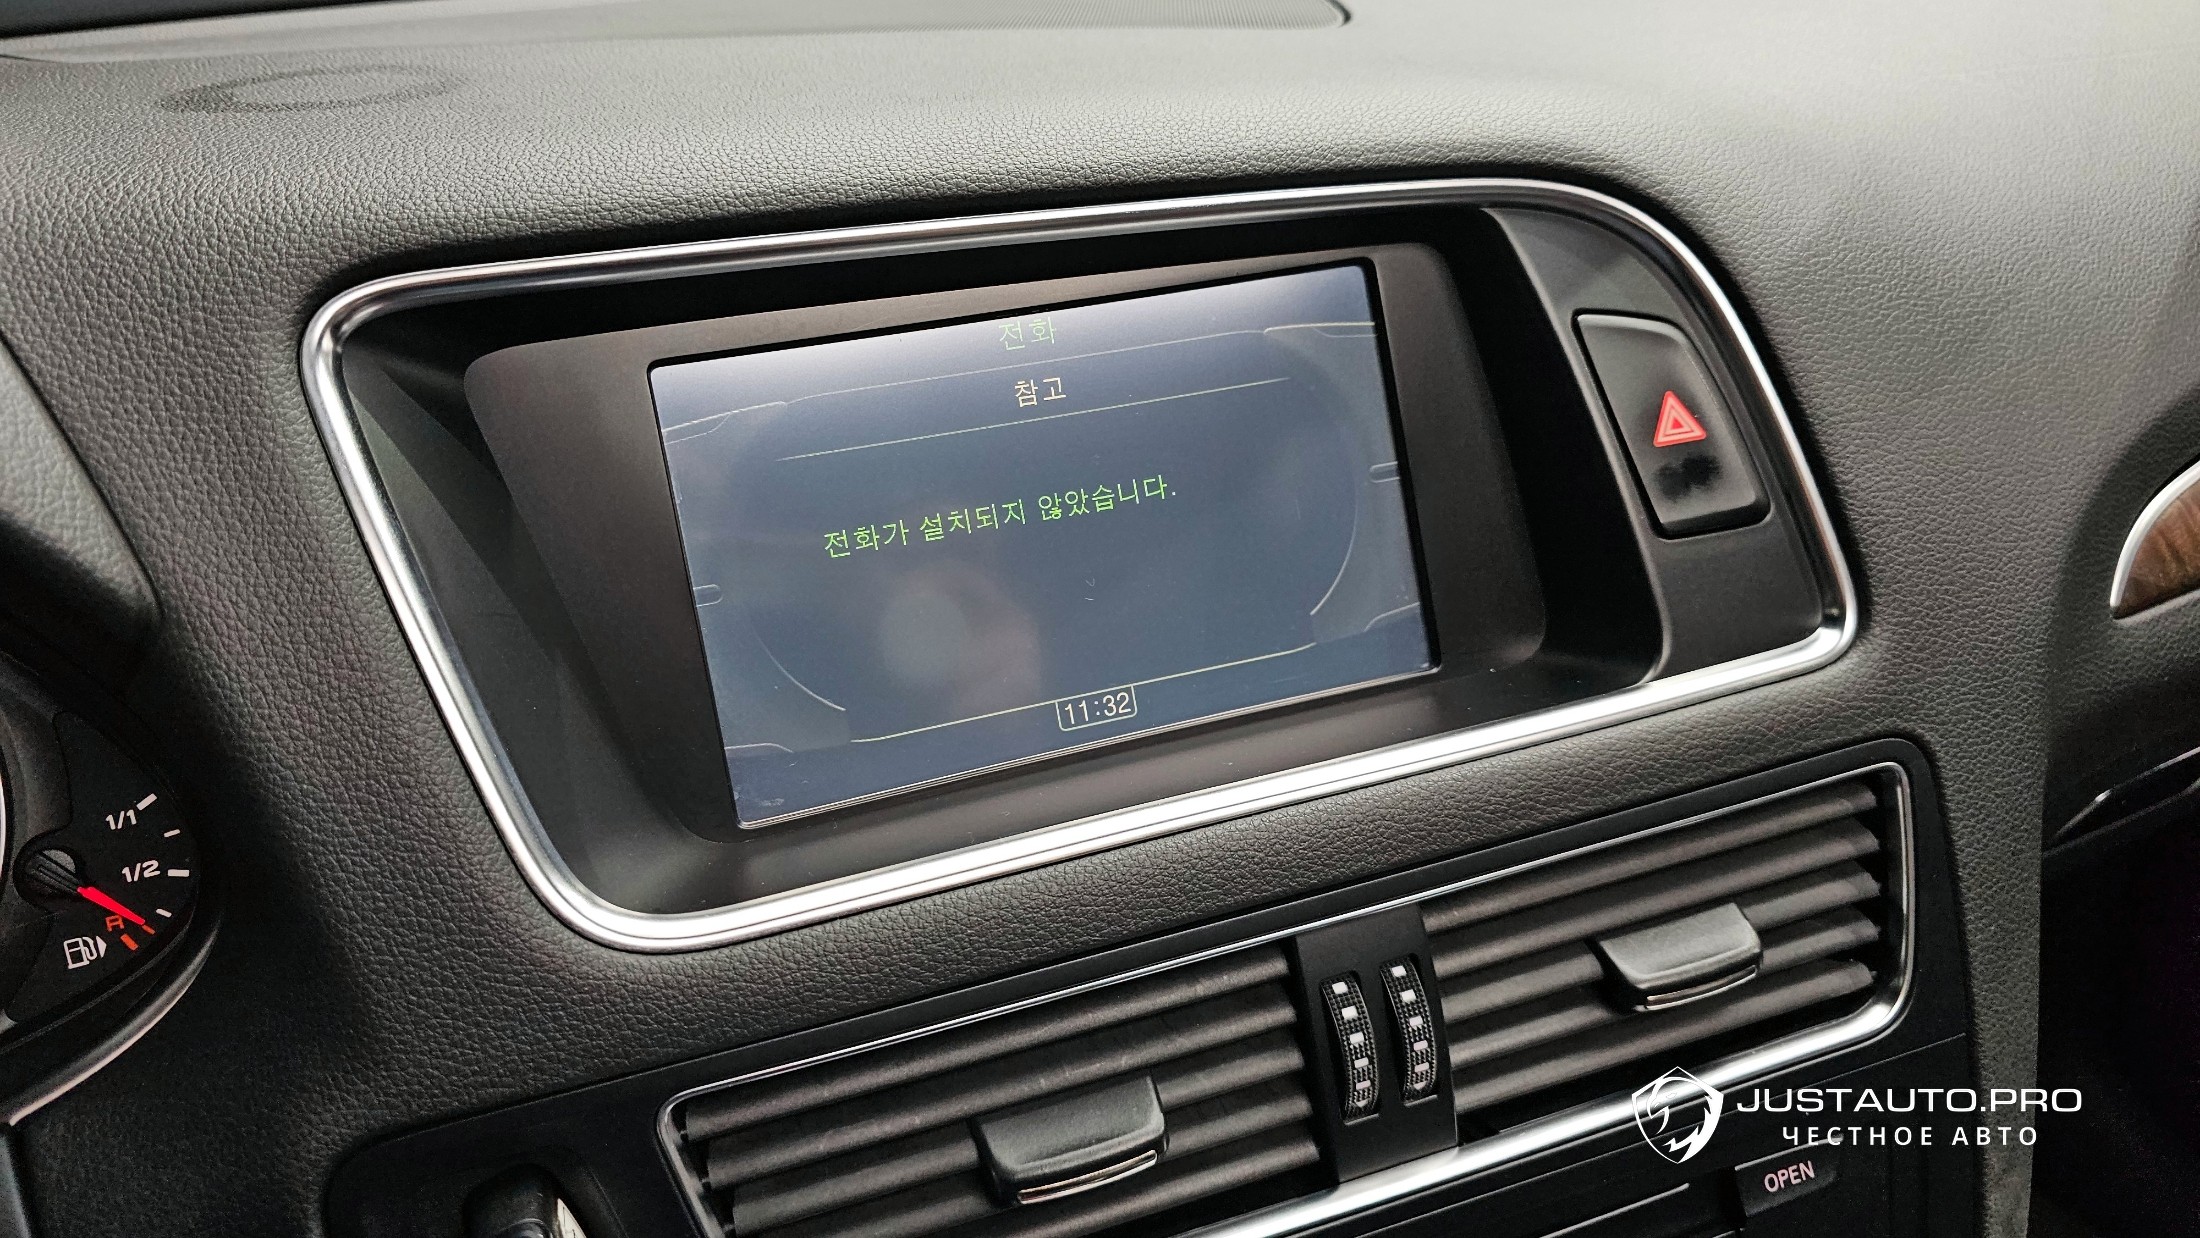 전화
참고
전화가 설치되지 않았습니다.
11:32
1/1
1/2
R
JUSTAUTO.PRO
ЧЕСТНОЕ АВТО
OPEN